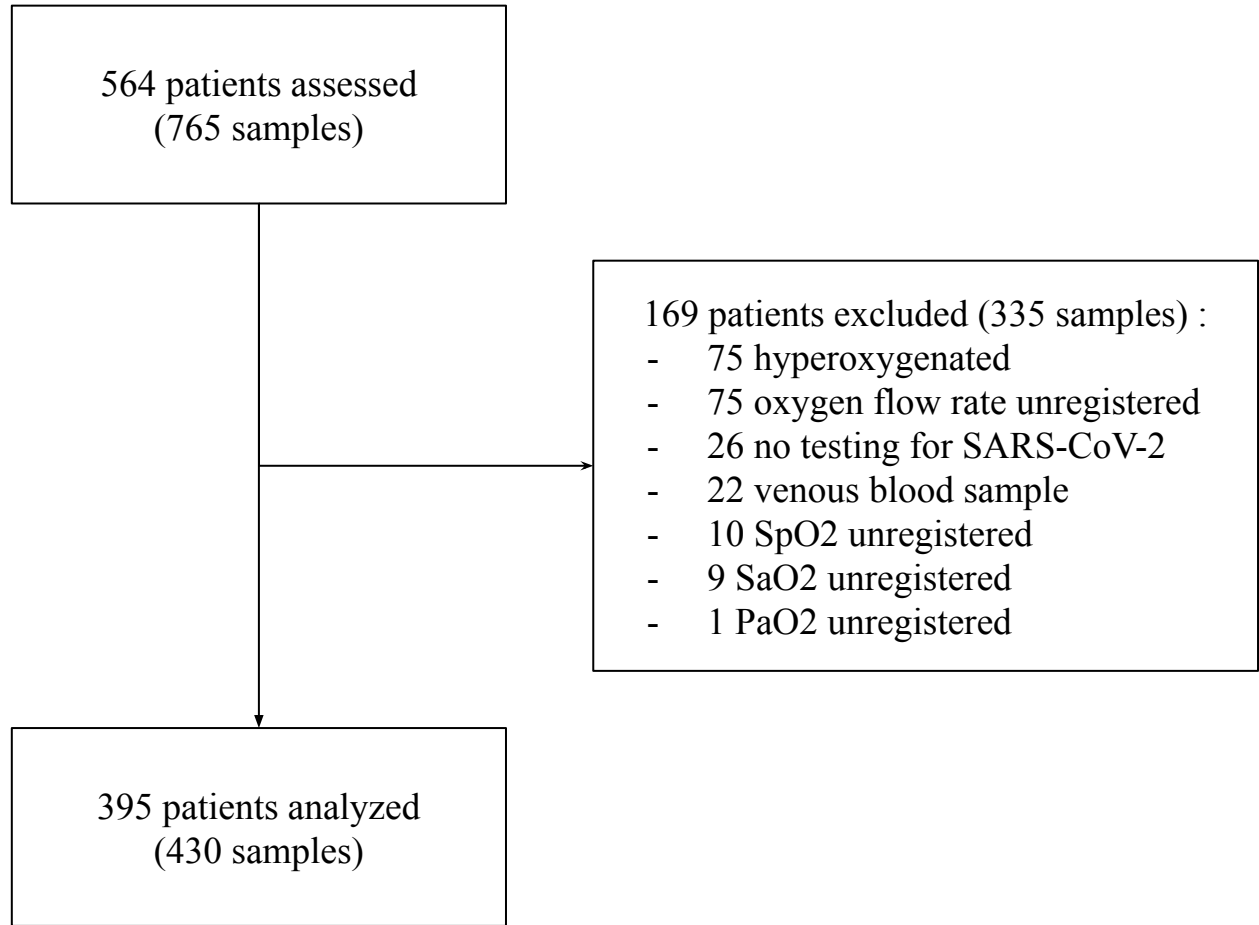 564 patients assessed
(765 samples)
169 patients excluded (335 samples) :
- 75 hyperoxygenated
- 75 oxygen flow rate unregistered
- 26 no testing for SARS-CoV-2
- 22 venous blood sample
- 10 SpO2 unregistered
- 9 SaO2 unregistered
- 1 PaO2 unregistered
395 patients analyzed
(430 samples)